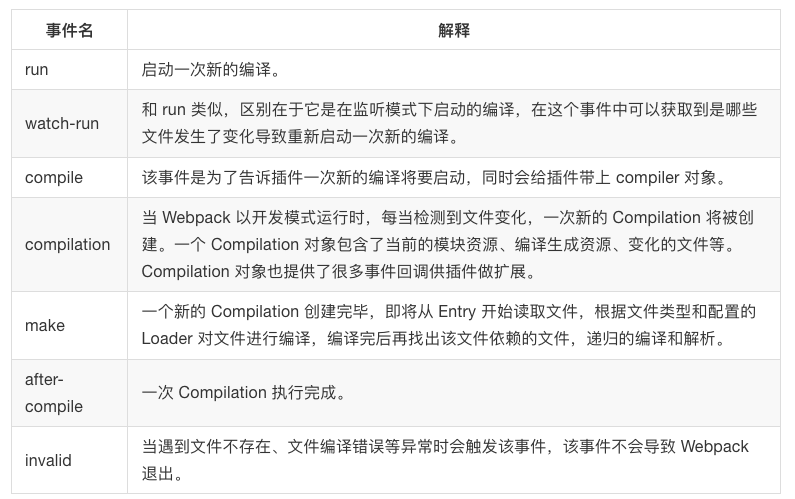 事件名 解释
run 启动一次新的编译。
和 run 类似，区别在于它是在监听模式下启动的编译，在这个事件中可以获取到是哪些
watch-run
文件发生了变化导致重新启动一次新的编译。
compile 该事件是为了告诉插件一次新的编译将要启动，同时会给插件带上 compiler 对象。
当 Webpack 以开发模式运行时，每当检测到文件变化，一次新的 Compilation 将被创
compilation 建。一个 Compilation 对象包含了当前的模块资源、编译生成资源、变化的文件等。
Compilation 对象也提供了很多事件回调供插件做扩展。
一个新的 Compilation 创建完毕，即将从 Entry 开始读取文件，根据文件类型和配置的
make
Loader 对文件进行编译，编译完后再找出该文件依赖的文件，递归的编译和解析。
after-
compile
一次 Compilation 执行完成。
当遇到文件不存在、文件编译错误等异常时会触发该事件，该事件不会导致 Webpack
invalid
退出。